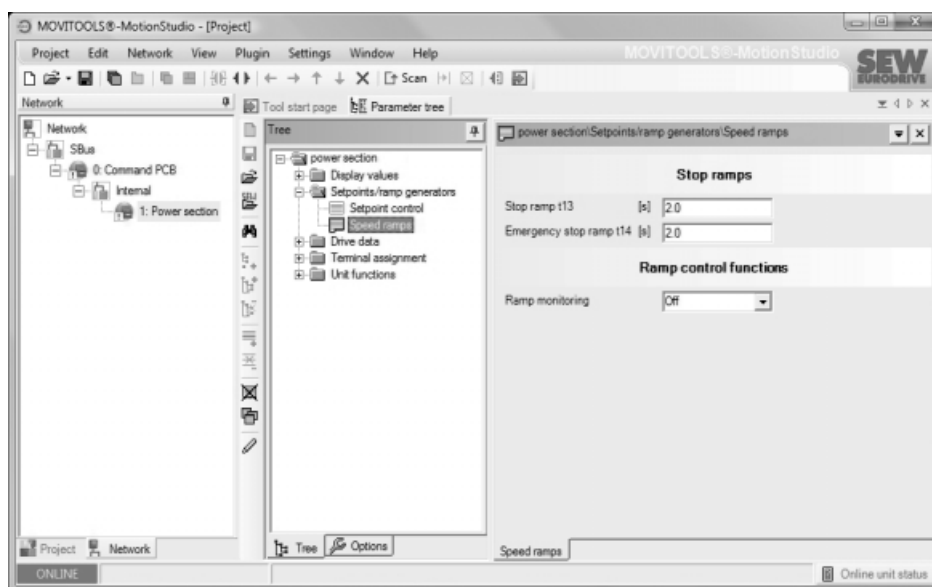 MOVITOOLS®-MotionStudio - [Project]
Project Edit Network View Plugin Settings Window Help
MOVITOOLS®-MotionStudio
SEW
EURODRIVE
Scan
Network
Tool start page Parameter tree
Network
SBus
0: Command PCB
Internal
1: Power section
Tree
power section
Display values
Setpoints/ramp generators
Setpoint control
Speed ramps
Drive data
Terminal assignment
Unit functions
power section\Setpoints/ramp generators\Speed ramps
Stop ramps
Stop ramp t13 [s] 2.0
Emergency stop ramp t14 [s] 2.0
Ramp control functions
Ramp monitoring Off
Project Network
Tree Options
Speed ramps
ONLINE
Online unit status